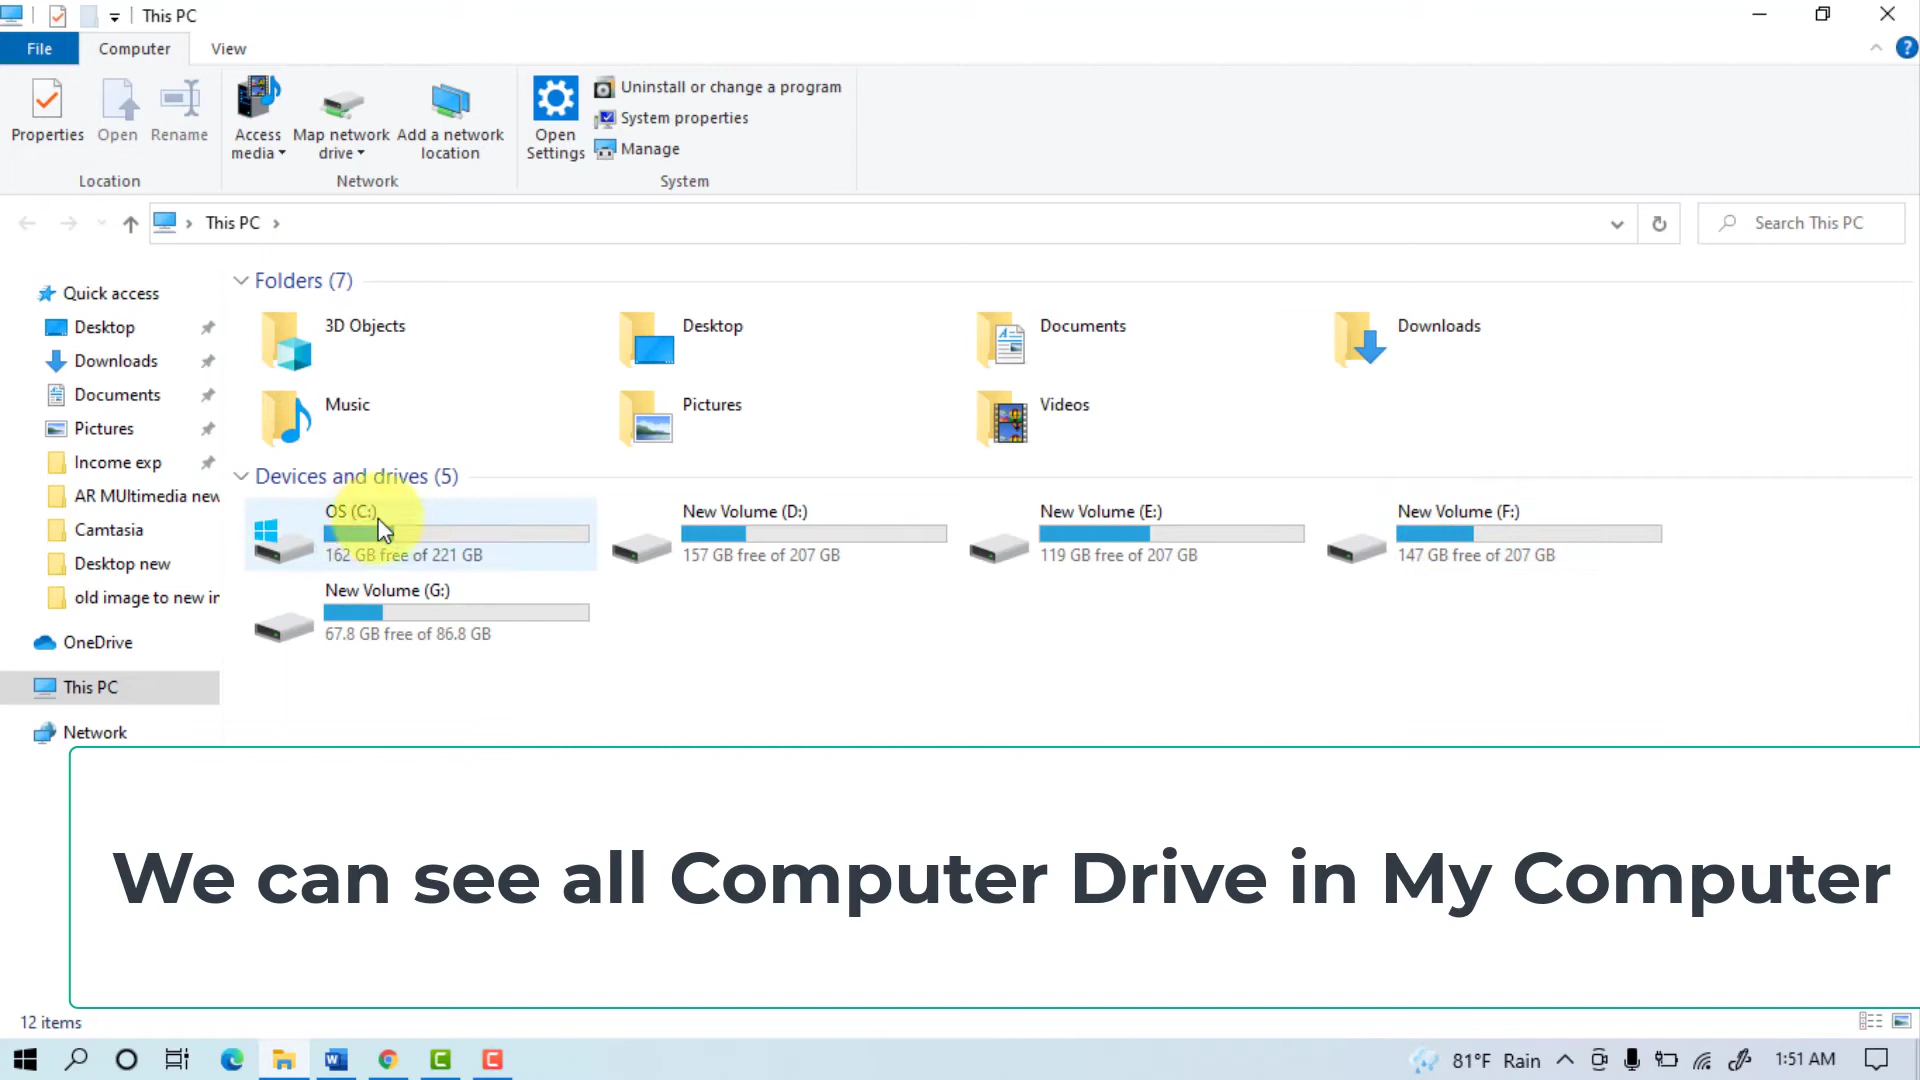 This PC
File
Computer
View
Properties
Open
Rename
Access media
Map network drive
Add a network location
Open Settings
Uninstall or change a program
System properties
Manage
Location
Network
System
This PC
Search This PC
Quick access
Desktop
Downloads
Documents
Pictures
Income exp
AR MUltimedia new
Camtasia
Desktop new
old image to new in
OneDrive
This PC
Network
Folders (7)
3D Objects
Desktop
Documents
Downloads
Music
Pictures
Videos
Devices and drives (5)
OS (C:)
162 GB free of 221 GB
New Volume (D:)
157 GB free of 207 GB
New Volume (E:)
119 GB free of 207 GB
New Volume (F:)
147 GB free of 207 GB
New Volume (G:)
67.8 GB free of 86.8 GB
We can see all Computer Drive in My Computer
12 items
81°F Rain
1:51 AM